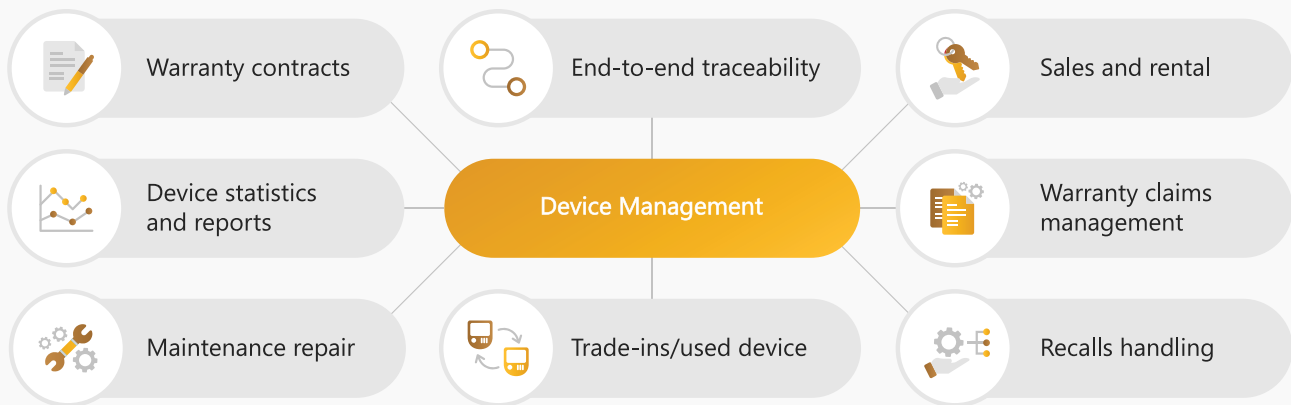 Warranty contracts
End-to-end traceability
Sales and rental
Device statistics
and reports
Device Management
Warranty claims
management
Maintenance repair
Trade-ins/used device
Recalls handling